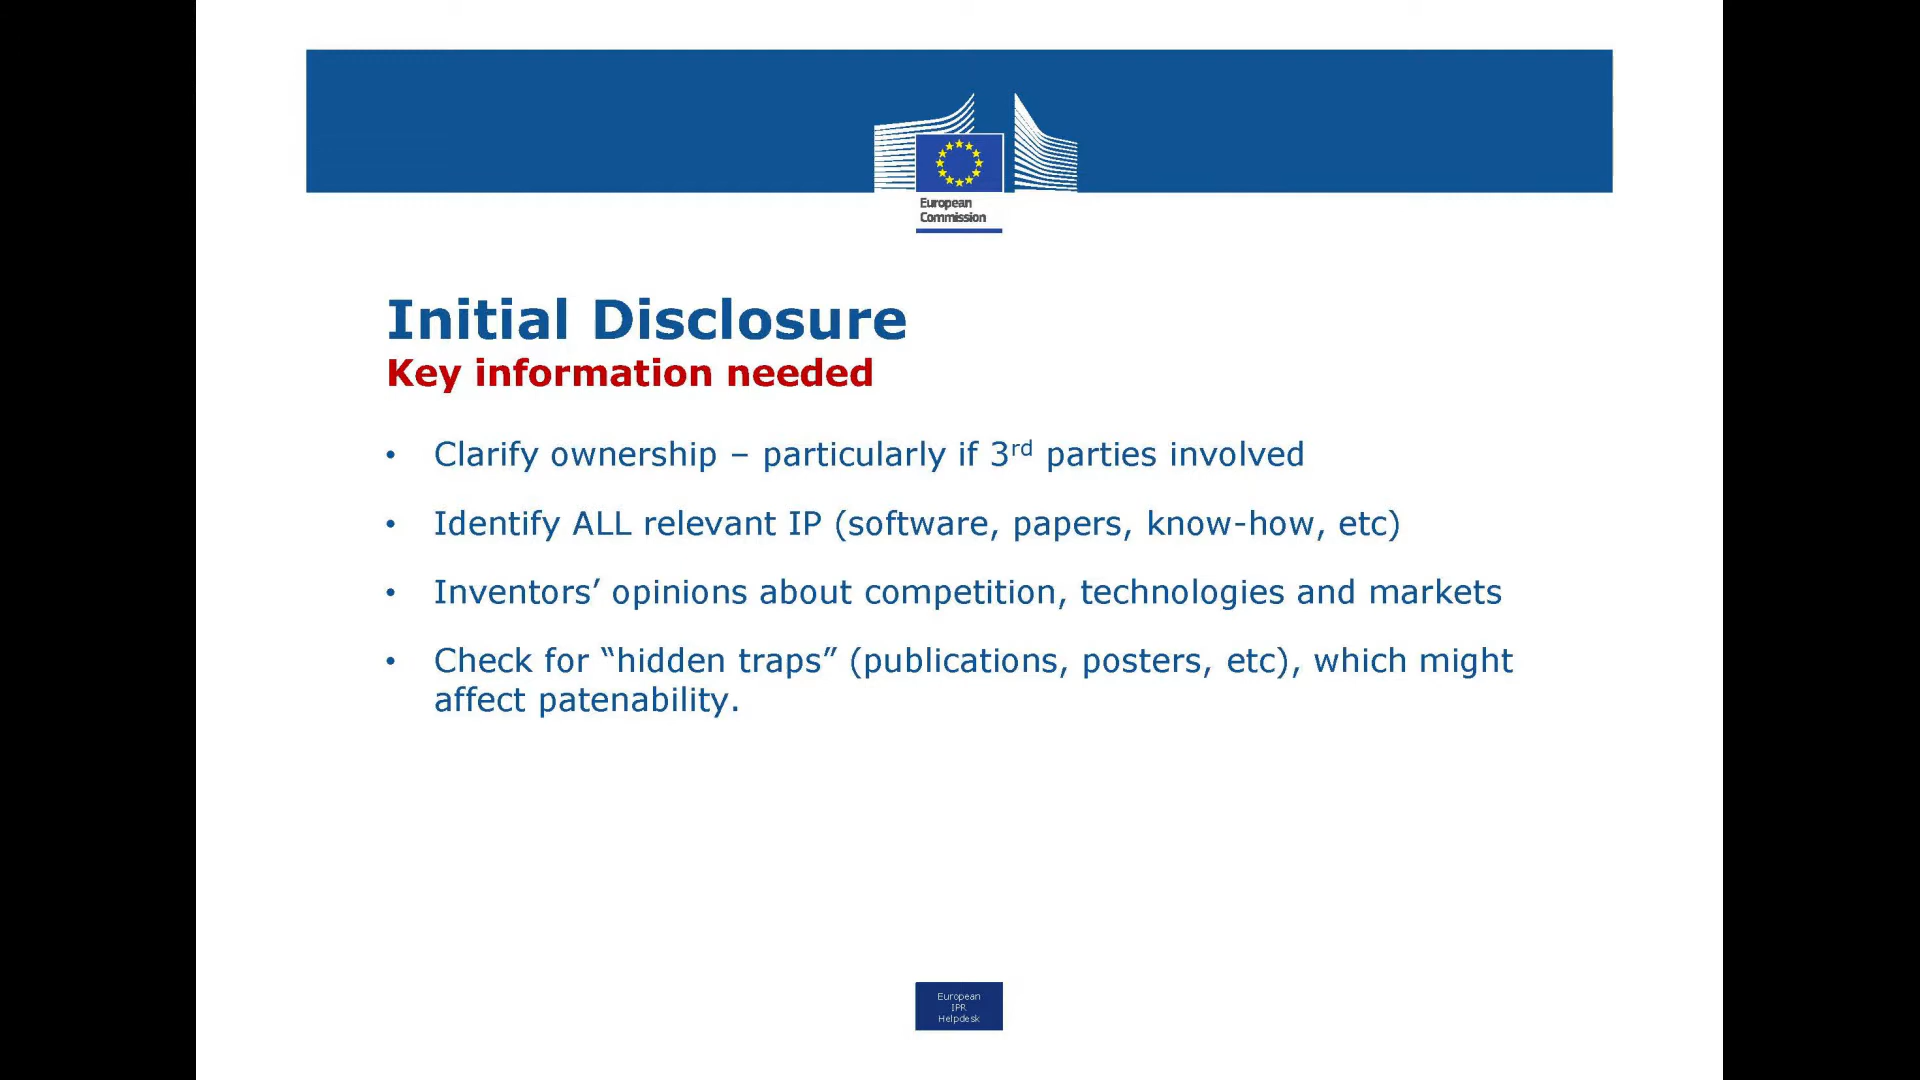 European
Commission
Initial Disclosure
Key information needed
• Clarify ownership – particularly if 3rd parties involved
• Identify ALL relevant IP (software, papers, know-how, etc)
• Inventors’ opinions about competition, technologies and markets
• Check for “hidden traps” (publications, posters, etc), which might
affect patenability.
European
IPR
Helpdesk